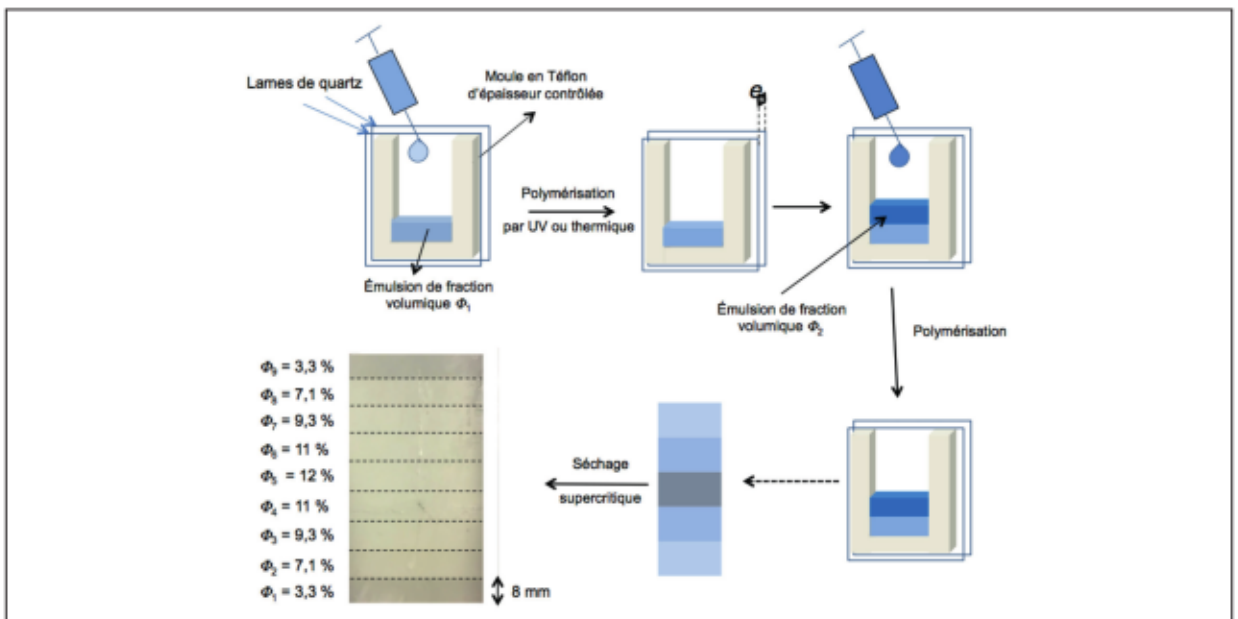 Lames de quartz
Moule en Téflon
d'épaisseur contrôlée
e
Polymérisation
par UV ou thermique
Émulsion de fraction
volumique Φ₁
Émulsion de fraction
volumique Φ₂
Polymérisation
Φ₉ = 3,3 %
Φ₈ = 7,1 %
Φ₇ = 9,3 %
Φ₆ = 11 %
Φ₅ = 12 %
Φ₄ = 11 %
Φ₃ = 9,3 %
Φ₂ = 7,1 %
Φ₁ = 3,3 %
8 mm
Séchage
supercritique